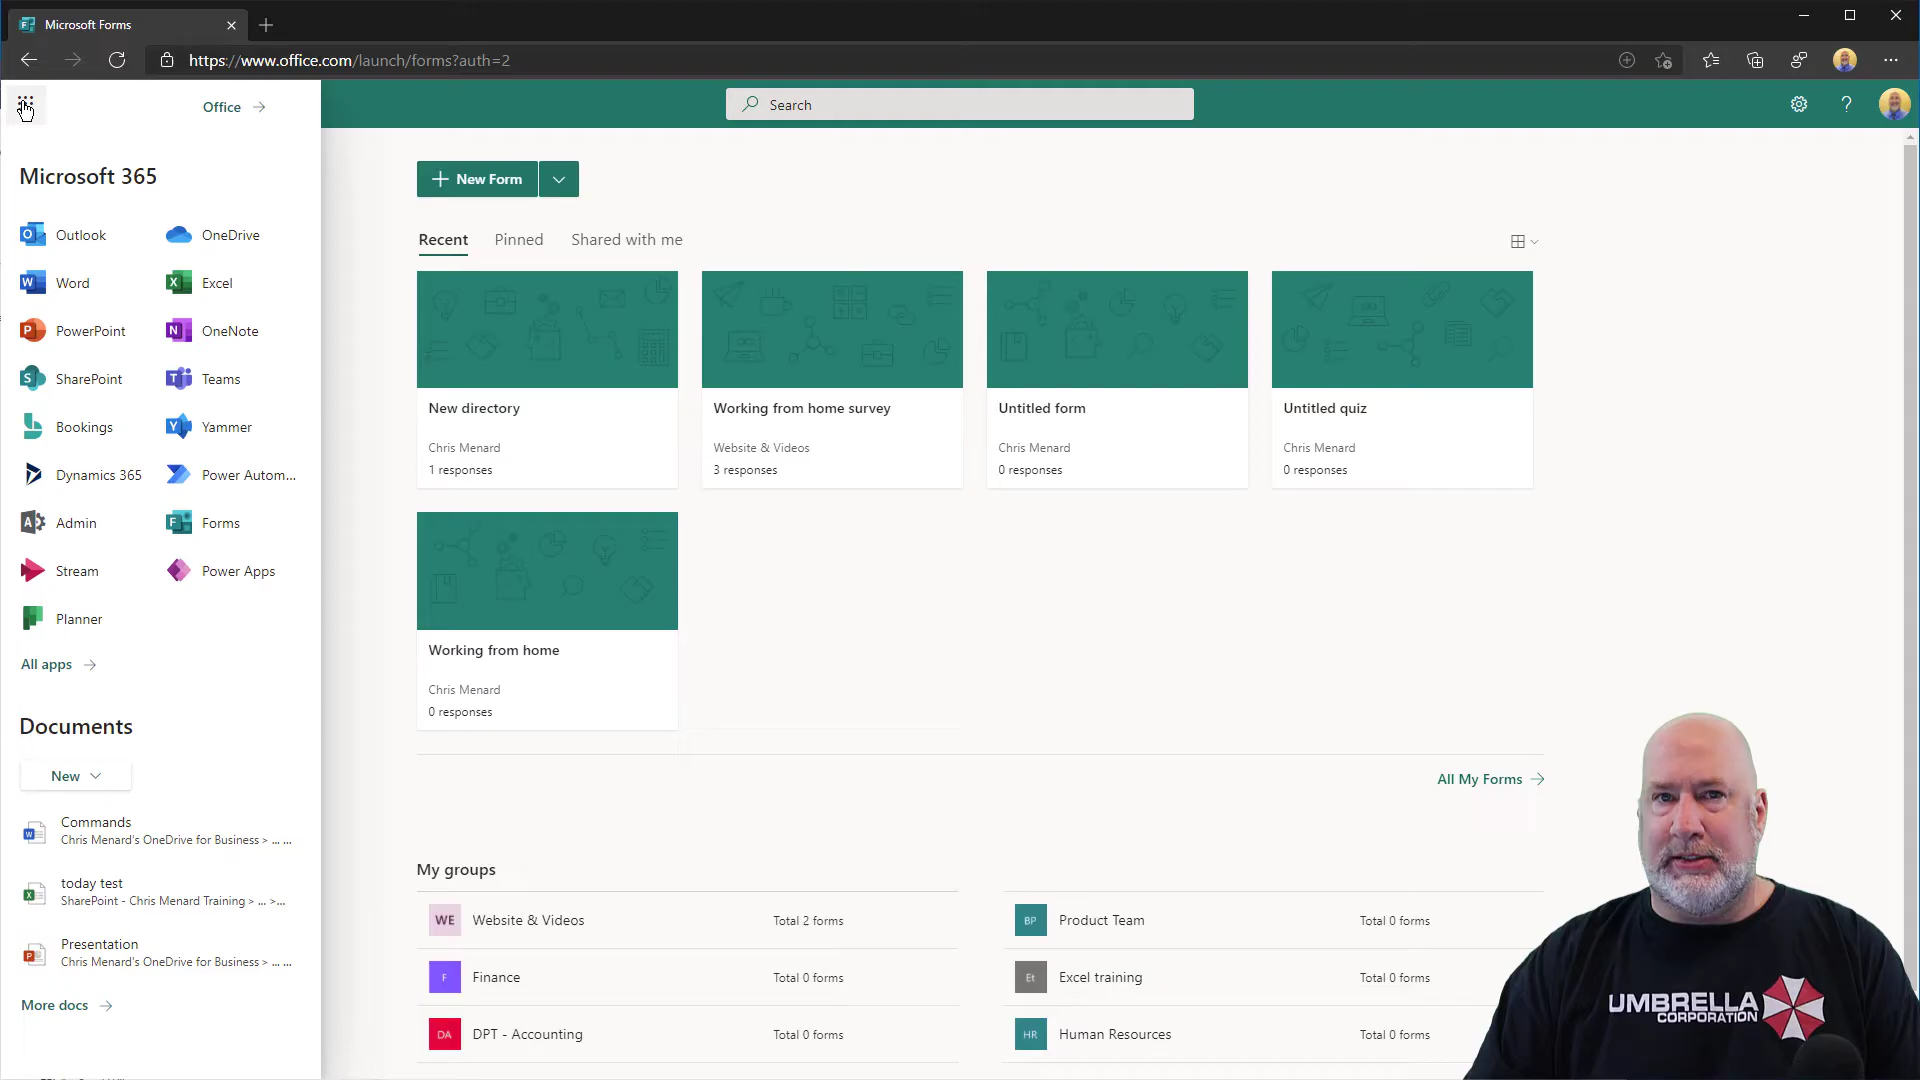 Microsoft Forms
https://www.office.com/launch/forms?auth=2
Office
Search
Microsoft 365
Outlook
OneDrive
Word
Excel
PowerPoint
OneNote
SharePoint
Teams
Bookings
Yammer
Dynamics 365
Power Autom...
Admin
Forms
Stream
Power Apps
Planner
All apps
Documents
New
Commands
Chris Menard's OneDrive for Business > ... ...
today test
SharePoint - Chris Menard Training > ... >...
Presentation
Chris Menard's OneDrive for Business > ... ...
More docs
New Form
Recent
Pinned
Shared with me
New directory
Chris Menard
1 responses
Working from home survey
Website & Videos
3 responses
Untitled form
Chris Menard
0 responses
Untitled quiz
Chris Menard
0 responses
Working from home
Chris Menard
0 responses
All My Forms
My groups
WE
Website & Videos
Total 2 forms
BP
Product Team
Total 0 forms
F
Finance
Total 0 forms
Et
Excel training
Total 0 forms
DA
DPT - Accounting
Total 0 forms
HR
Human Resources
Total 0 forms
UMBRELLA
CORPORATION